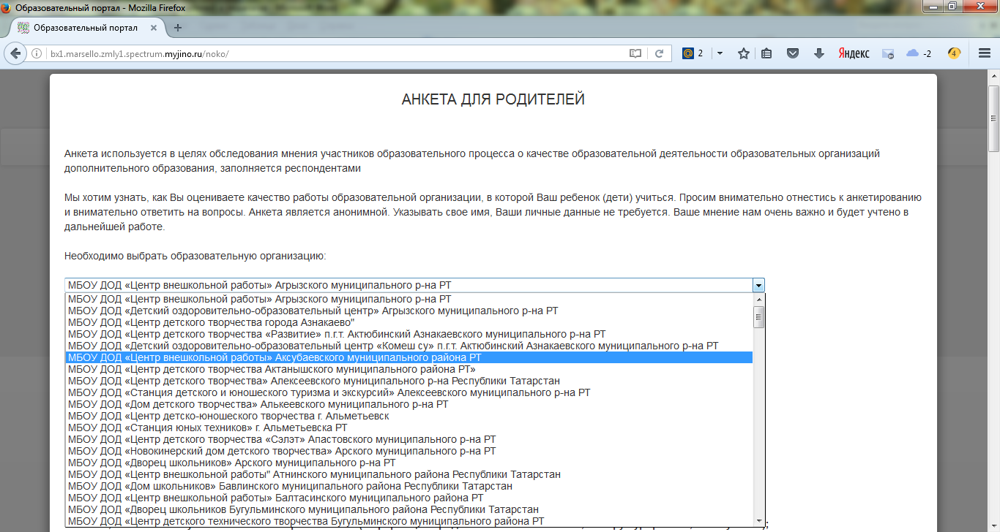 Образовательный портал - Mozilla Firefox
Образовательный портал
bx1.marsello.zmly1.spectrum.myjino.ru/noko/
2
Яндекс
-2
4
АНКЕТА ДЛЯ РОДИТЕЛЕЙ
Анкета используется в целях обследования мнения участников образовательного процесса о качестве образовательной деятельности образовательных организаций
дополнительного образования, заполняется респондентами
Мы хотим узнать, как Вы оцениваете качество работы образовательной организации, в которой Ваш ребенок (дети) учиться. Просим внимательно отнестись к анкетированию
и внимательно ответить на вопросы. Анкета является анонимной. Указывать свое имя, Ваши личные данные не требуется. Ваше мнение нам очень важно и будет учтено в
дальнейшей работе.
Необходимо выбрать образовательную организацию:
МБОУ ДОД «Центр внешкольной работы» Агрызского муниципального р-на РТ
МБОУ ДОД «Центр внешкольной работы» Агрызского муниципального р-на РТ
МБОУ ДОД «Детский оздоровительно-образовательный центр» Агрызского муниципального р-на РТ
МБОУ ДОД «Центр детского творчества города Азнакаево"
МБОУ ДОД «Центр детского творчества «Развитие» п.г.т. Актюбинский Азнакаевского муниципального р-на РТ
МБОУ ДОД «Детский оздоровительно-образовательный центр «Комеш су» п.г.т. Актюбинский Азнакаевского муниципального р-на РТ
МБОУ ДОД «Центр внешкольной работы» Аксубаевского муниципального района РТ
МБОУ ДОД «Центр детского творчества Актанышского муниципального района РТ»
МБОУ ДОД «Центр детского творчества» Алексеевского муниципального р-на Республики Татарстан
МБОУ ДОД «Станция детского и юношеского туризма и экскурсий» Алексеевского муниципального р-на РТ
МБОУ ДОД «Дом детского творчества» Алькеевского муниципального р-на РТ
МБОУ ДОД «Центр детско-юношеского творчества г. Альметьевск
МБОУ ДОД «Станция юных техников» г. Альметьевска РТ
МБОУ ДОД «Центр детского творчества «Сэлэт» Апастовского муниципального р-на РТ
МБОУ ДОД «Новокинерский дом детского творчества» Арского муниципального р-на РТ
МБОУ ДОД «Дворец школьников» Арского муниципального р-на РТ
МБОУ ДОД «Центр внешкольной работы" Атнинского муниципального района Республики Татарстан
МБОУ ДОД «Дом школьников» Бавлинского муниципального района Республики Татарстан
МБОУ ДОД «Центр внешкольной работы» Балтасинского муниципального р-на РТ
МБОУ ДОД «Дворец школьников Бугульминского муниципального района Республики Татарстан
МБОУ ДОД «Центр детского технического творчества Бугульминского муниципального р-на РТ